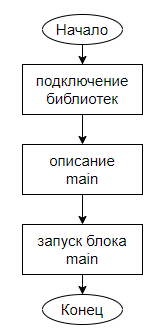 Начало
подключение
библиотек
описание
main
запуск блока
main
Конец